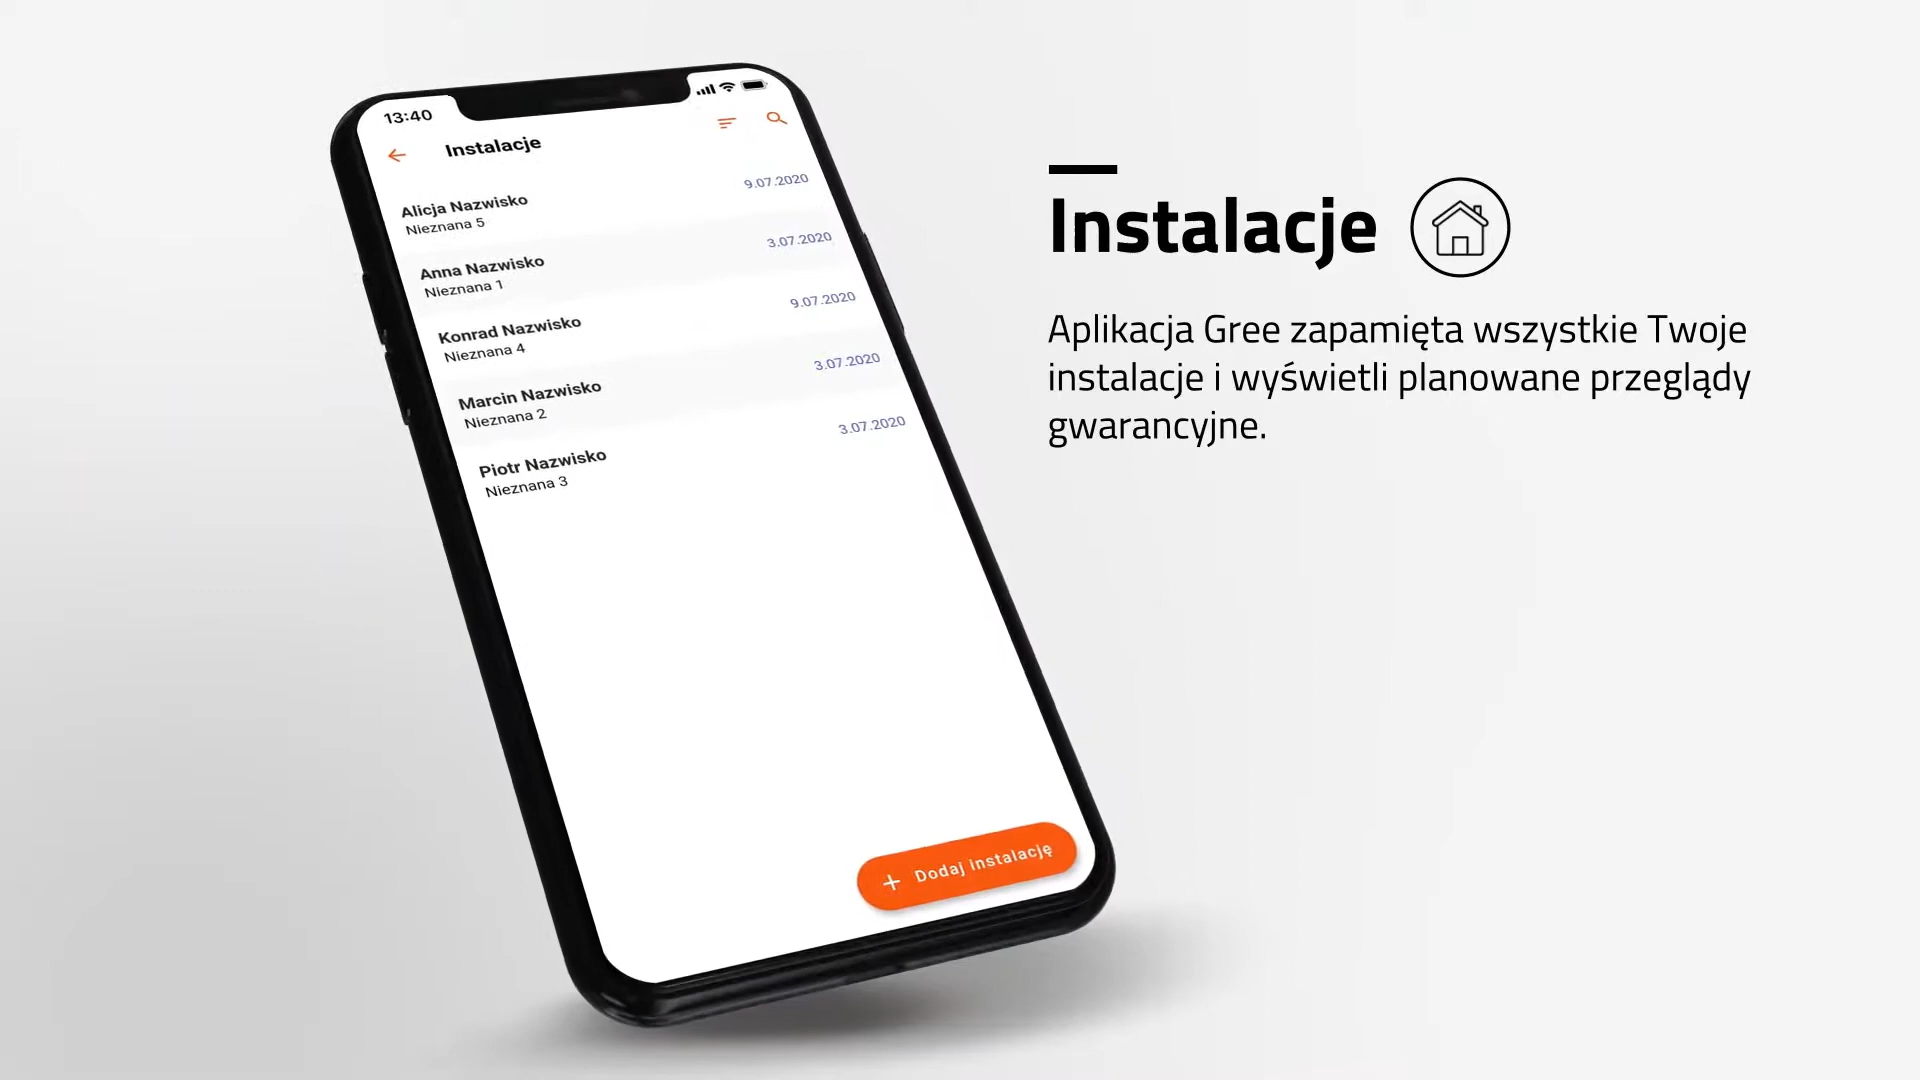 13:40
Instalacje
Alicja Nazwisko
9.07.2020
Nieznana 5
Anna Nazwisko
3.07.2020
Nieznana 1
Konrad Nazwisko
9.07.2020
Nieznana 4
Marcin Nazwisko
3.07.2020
Nieznana 2
Piotr Nazwisko
3.07.2020
Nieznana 3
+ Dodaj instalację
Instalacje
Aplikacja Gree zapamięta wszystkie Twoje
instalacje i wyświetli planowane przeglądy
gwarancyjne.